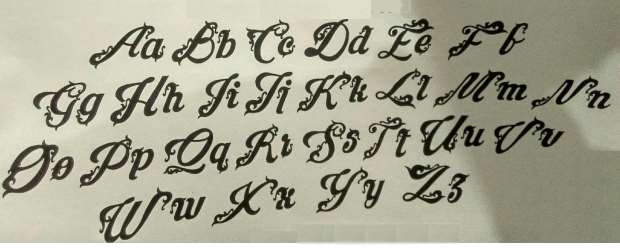 Aa Bb Cc Dd Ee Ff
Gg Hh Ii Jj Kk Ll Mm Nn
Oo Pp Qq Rr Ss Tt Uu Vv
Ww Xx Yy Zz